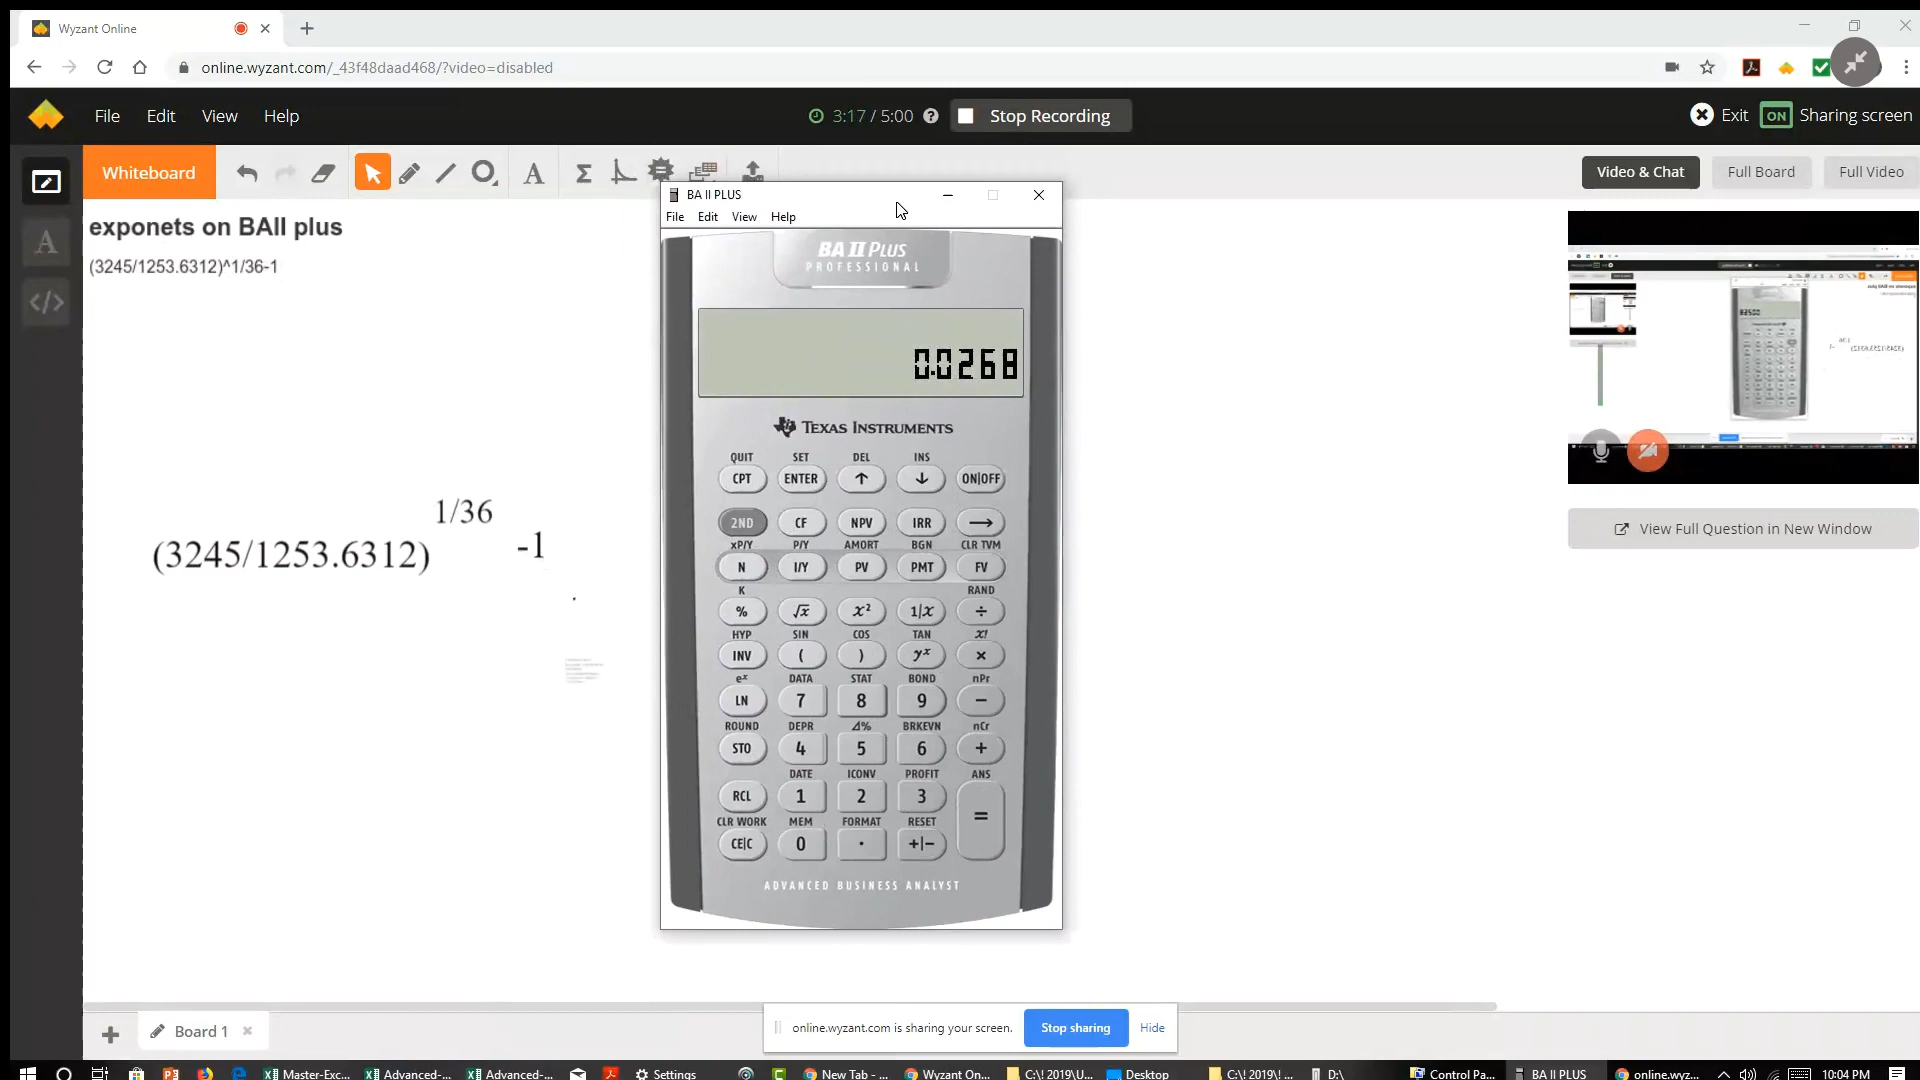 Wyzant Online
online.wyzant.com/_43f48daad468/?video=disabled
File Edit View Help
3:17 / 5:00 Stop Recording
Exit ON Sharing screen
Whiteboard
Video & Chat Full Board Full Video
exponets on BAII plus
(3245/1253.6312)^1/36-1
1/36
(3245/1253.6312) -1
BA II PLUS
File Edit View Help
BA II PLUS
PROFESSIONAL
0.0268
TEXAS INSTRUMENTS
QUIT SET DEL INS
CPT ENTER ↑ ↓ ON|OFF
2ND CF NPV IRR →
xP/Y P/Y AMORT BGN CLR TVM
N I/Y PV PMT FV
K RAND
% √x x² 1|x ÷
HYP SIN COS TAN x!
INV ( ) yˣ ×
eˣ DATA STAT BOND nPr
LN 7 8 9 −
ROUND DEPR Δ% BRKEVN nCr
STO 4 5 6 +
DATE ICONV PROFIT ANS
RCL 1 2 3 =
CLR WORK MEM FORMAT RESET
CE|C 0 . +|−
ADVANCED BUSINESS ANALYST
View Full Question in New Window
Board 1
online.wyzant.com is sharing your screen. Stop sharing Hide
Master-Exc... Advanced-... Advanced-... Settings New Tab - ... Wyzant On... C:\! 2019\U... Desktop C:\! 2019\! ... D:\ Control Pa... BA II PLUS online.wyz... 10:04 PM